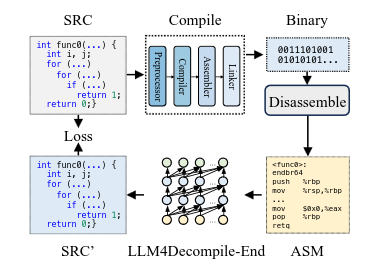 SRC
Compile
Binary
int func0(...) {
int i, j;
for (...)
for (...)
if (...)
return 1;
return 0;}
Preprocessor
Compiler
Assembler
Linker
0011101001
01010101...
Disassemble
Loss
int func0(...) {
int i, j;
for (...)
for (...)
if (...)
return 1;
return 0;}
...
...
...
...
<func0>:
endbr64
push %rbp
mov %rsp,%rbp
...
mov $0x0,%eax
pop %rbp
retq
SRC’
LLM4Decompile-End
ASM